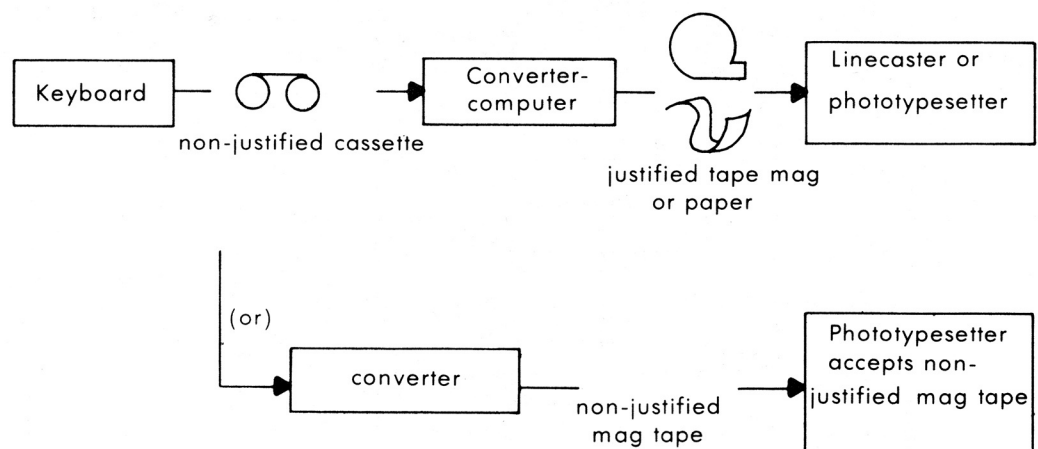 Keyboard
non-justified cassette
Converter-
computer
justified tape mag
or paper
Linecaster or
phototypesetter
(or)
converter
non-justified
mag tape
Phototypesetter
accepts non-
justified mag tape